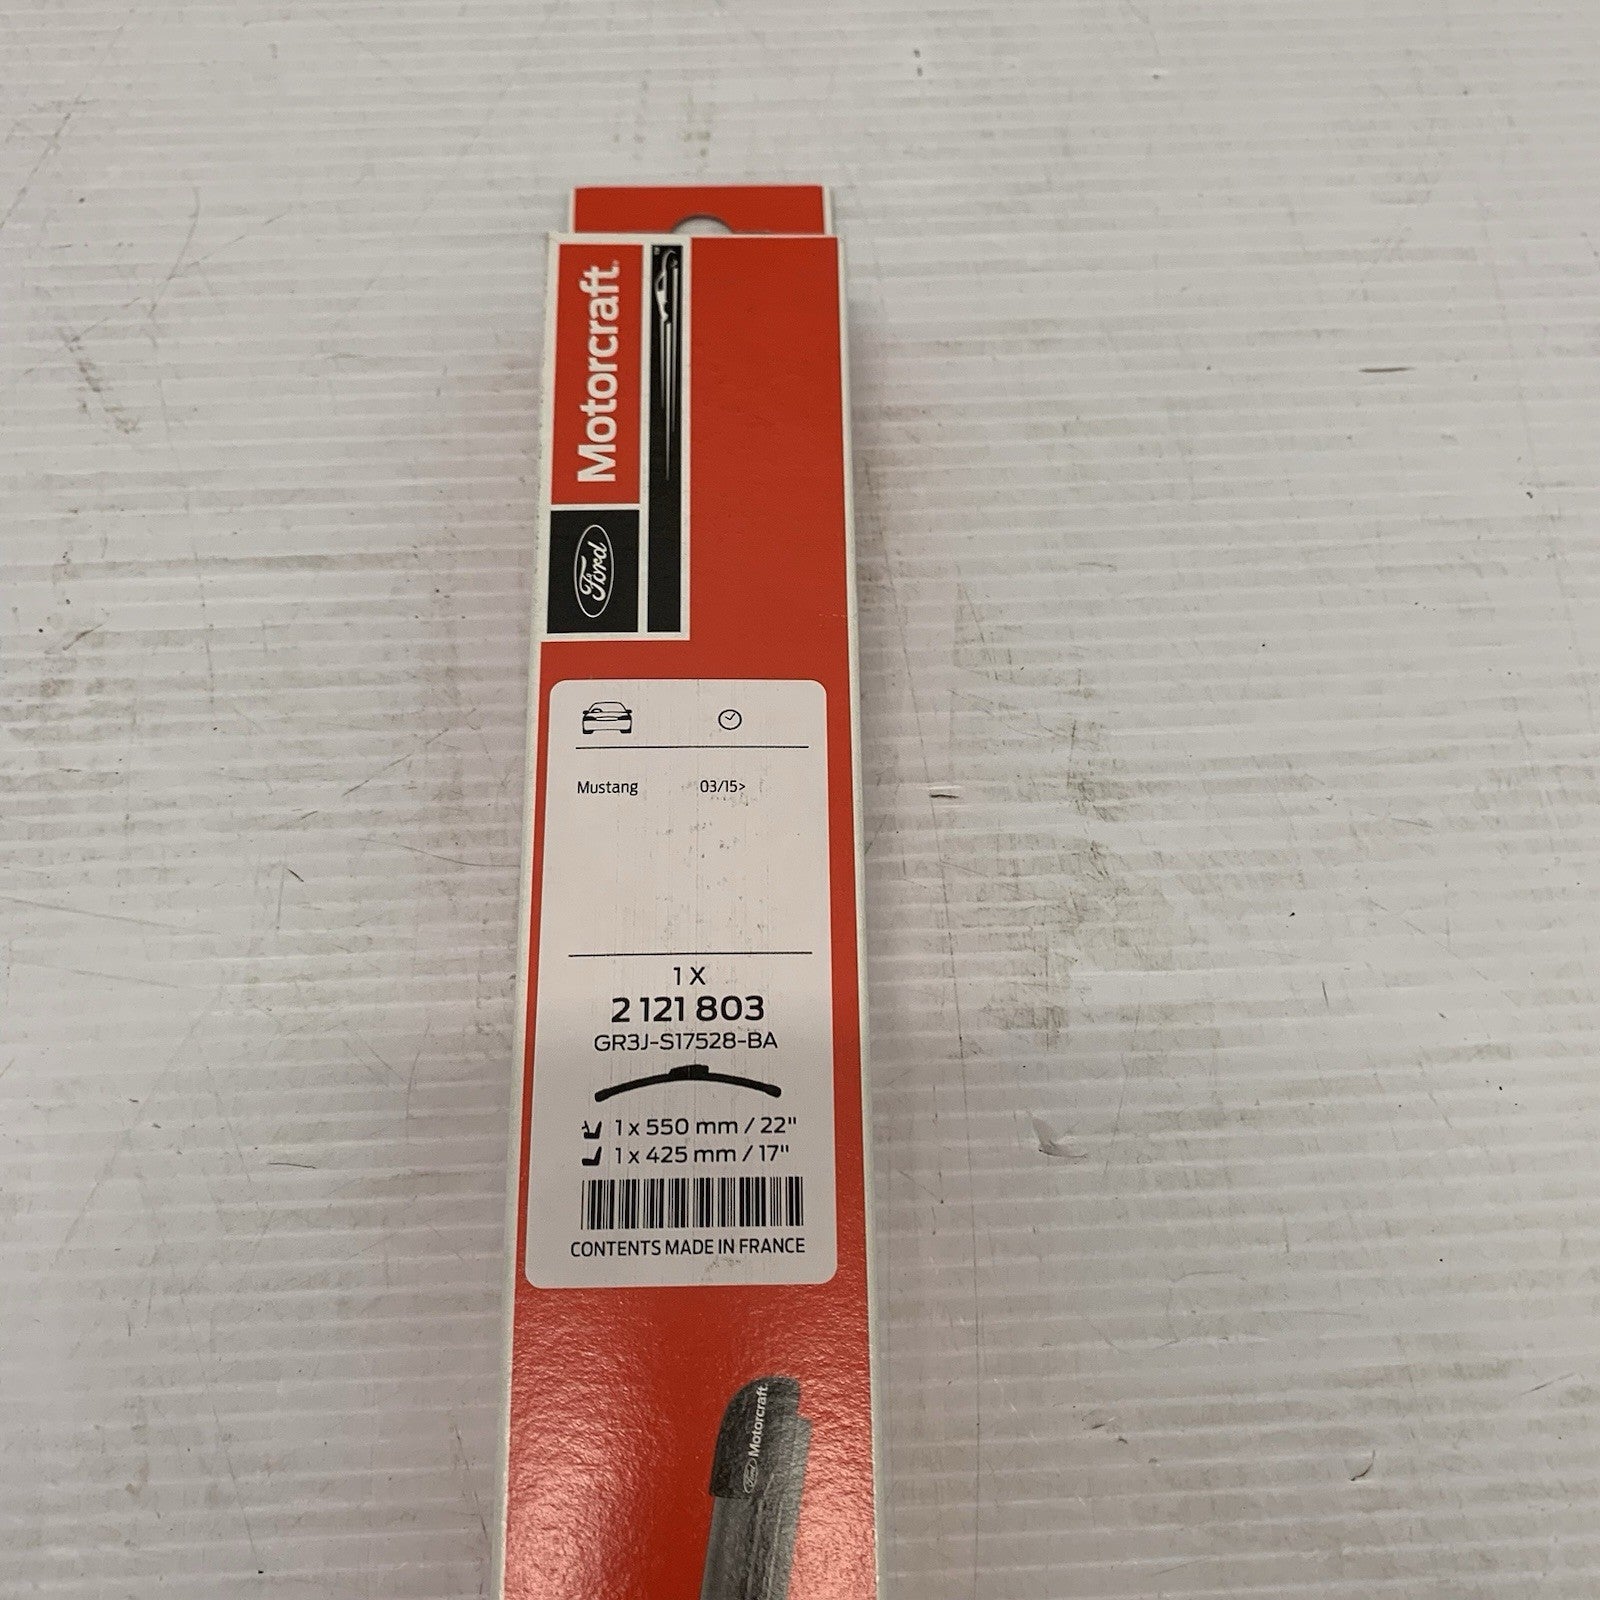 Motorcraft
Ford
Mustang 03/15>
1 X
2 121 803
GR3J-S17528-BA
1 x 550 mm / 22"
1 x 425 mm / 17"
CONTENTS MADE IN FRANCE
Ford Motorcraft